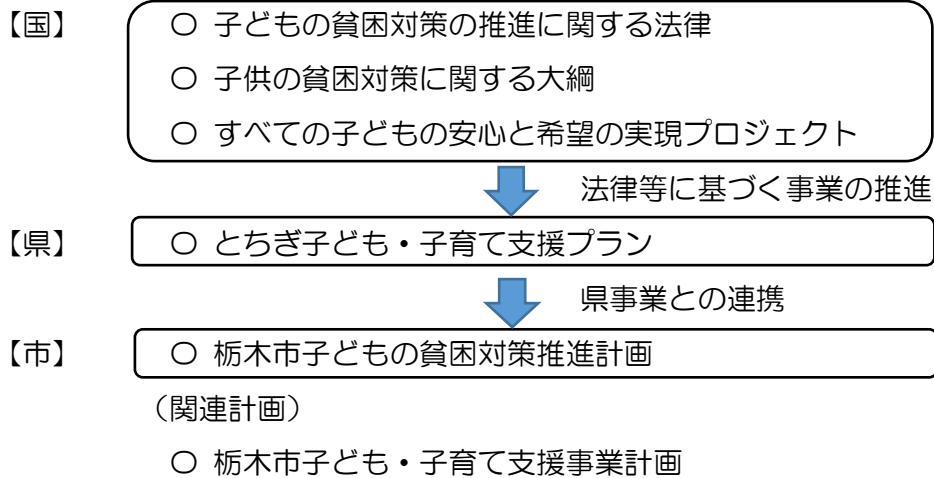 【国】 〇 子どもの貧困対策の推進に関する法律
〇 子供の貧困対策に関する大綱
〇 すべての子どもの安心と希望の実現プロジェクト
法律等に基づく事業の推進
【県】 〇 とちぎ子ども・子育て支援プラン
県事業との連携
【市】 〇 栃木市子どもの貧困対策推進計画
（関連計画）
〇 栃木市子ども・子育て支援事業計画